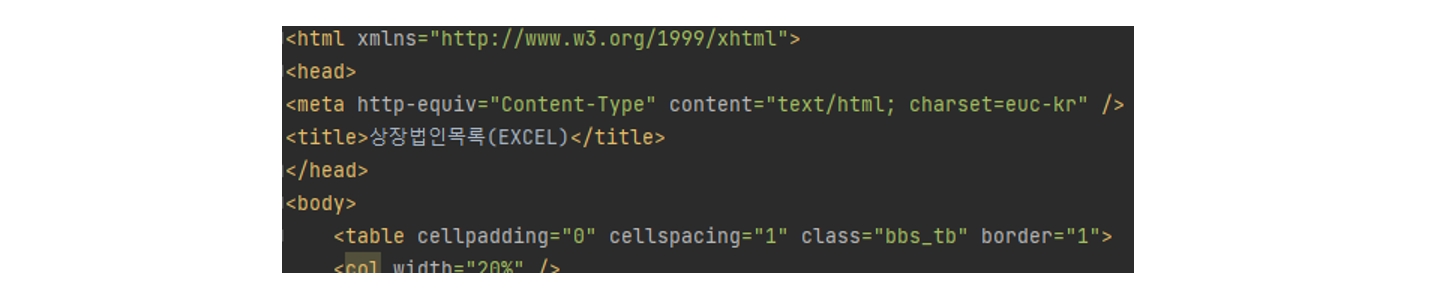 <html xmlns="http://www.w3.org/1999/xhtml">
<head>
<meta http-equiv="Content-Type" content="text/html; charset=euc-kr" />
<title>상장법인목록(EXCEL)</title>
</head>
<body>
<table cellpadding="0" cellspacing="1" class="bbs_tb" border="1">
<col width="20%" />